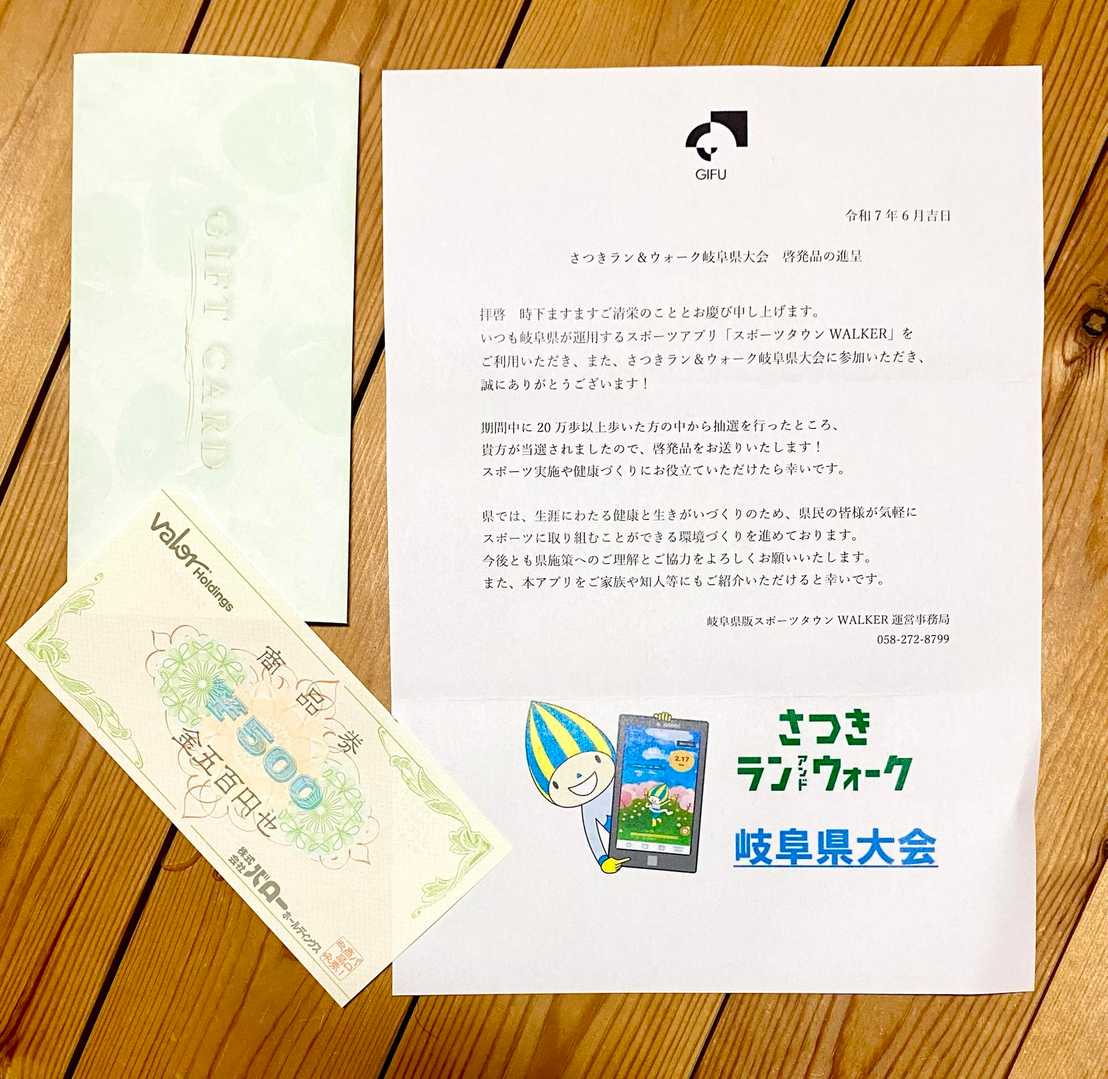 GIFT CARD
valor Holdings
商品券
¥500
金五百円也
株式会社バローホールディングス
GIFU
令和7年6月吉日
さつきラン＆ウォーク岐阜県大会　啓発品の進呈
拝啓　時下ますますご清栄のこととお慶び申し上げます。
いつも岐阜県が運用するスポーツアプリ「スポーツタウン WALKER」を
ご利用いただき、また、さつきラン＆ウォーク岐阜県大会に参加いただき、
誠にありがとうございます！
期間中に 20 万歩以上歩いた方の中から抽選を行ったところ、
貴方が当選されましたので、啓発品をお送りいたします！
スポーツ実施や健康づくりにお役立ていただけたら幸いです。
県では、生涯にわたる健康と生きがいづくりのため、県民の皆様が気軽に
スポーツに取り組むことができる環境づくりを進めております。
今後とも県施策へのご理解とご協力をよろしくお願いいたします。
また、本アプリをご家族や知人等にもご紹介いただけると幸いです。
岐阜県版スポーツタウン WALKER 運営事務局
058-272-8799
2.17
さつき
ランアンドウォーク
岐阜県大会